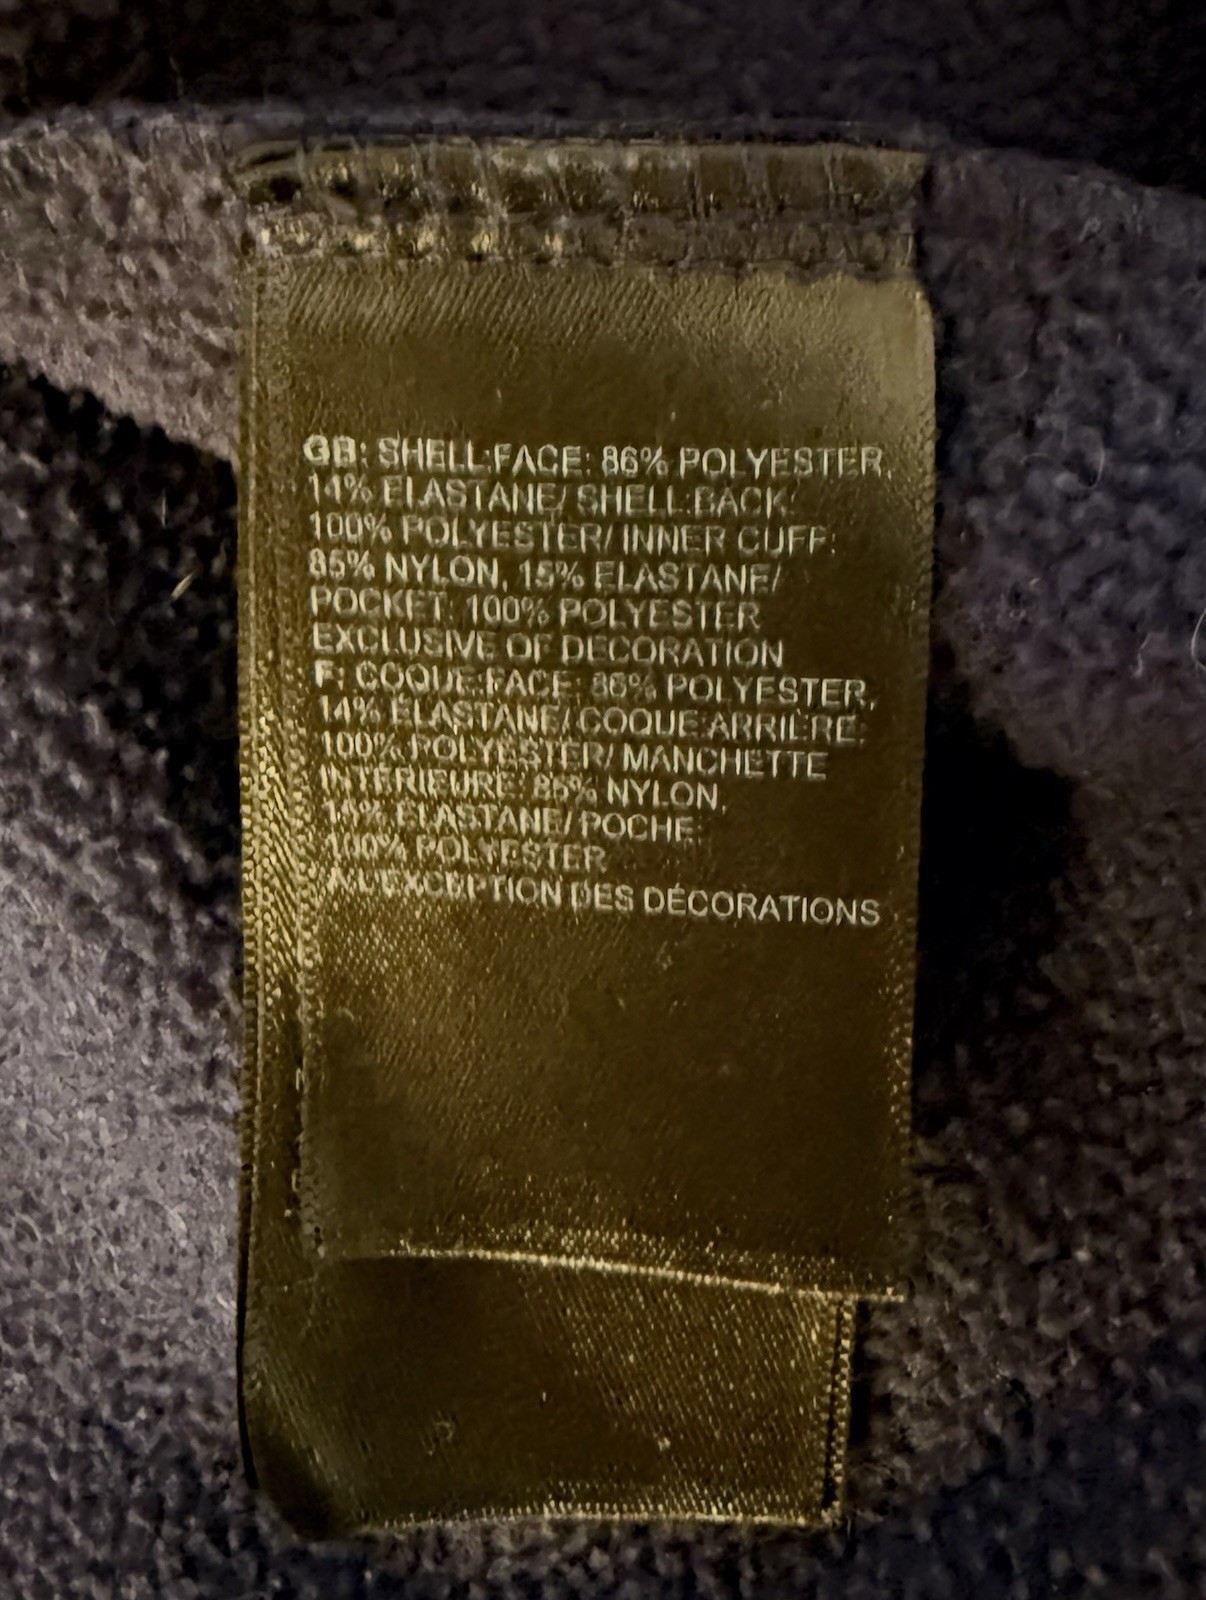 GB: SHELL:FACE: 86% POLYESTER,
14% ELASTANE/ SHELL:BACK:
100% POLYESTER/ INNER CUFF:
85% NYLON, 15% ELASTANE/
POCKET: 100% POLYESTER
EXCLUSIVE OF DECORATION
F: COQUE:FACE: 86% POLYESTER,
14% ÉLASTANE/ COQUE:ARRIÈRE:
100% POLYESTER/ MANCHETTE
INTÉRIEURE: 85% NYLON,
ÉLASTANE/ POCHE:
100% POLYESTER
A L'EXCEPTION DES DÉCORATIONS